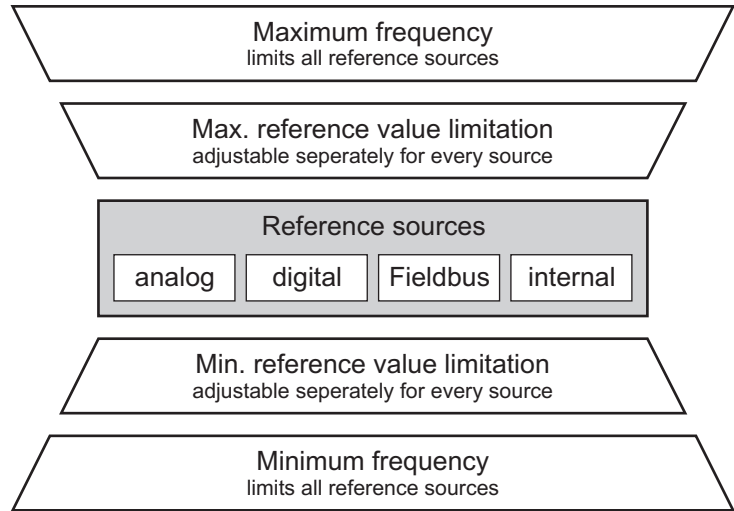 Maximum frequency
limits all reference sources
Max. reference value limitation
adjustable seperately for every source
Reference sources
analog digital Fieldbus internal
Min. reference value limitation
adjustable seperately for every source
Minimum frequency
limits all reference sources